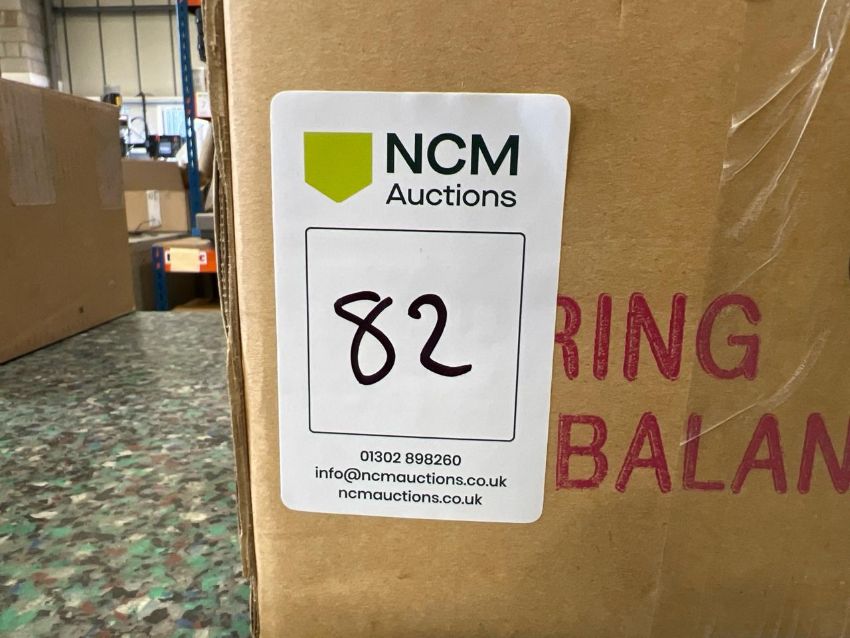 NCM
Auctions
82
01302 898260
info@ncmauctions.co.uk
ncmauctions.co.uk
RING
BALAN